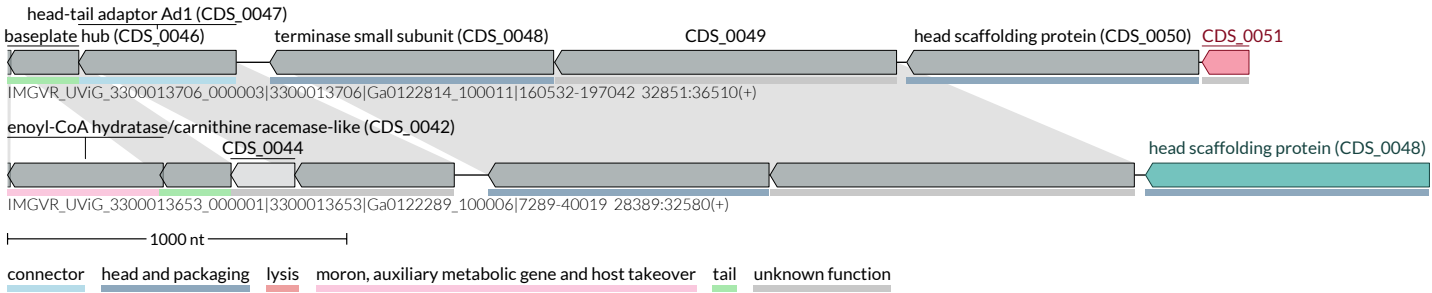 head-tail adaptor Ad1 (CDS_0047)
baseplate hub (CDS_0046) terminase small subunit (CDS_0048) CDS_0049 head scaffolding protein (CDS_0050) CDS_0051
IMGVR_UViG_3300013706_000003|3300013706|Ga0122814_100011|160532-197042 32851:36510(+)
enoyl-CoA hydratase/carnithine racemase-like (CDS_0042)
CDS_0044 head scaffolding protein (CDS_0048)
IMGVR_UViG_3300013653_000001|3300013653|Ga0122289_100006|7289-40019 28389:32580(+)
1000 nt
connector head and packaging lysis moron, auxiliary metabolic gene and host takeover tail unknown function